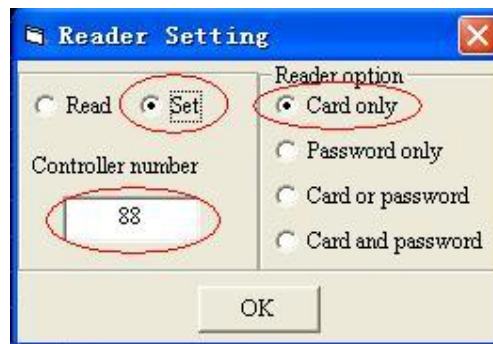 Reader Setting
Read
Set
Controller number
88
Reader option
Card only
Password only
Card or password
Card and password
OK